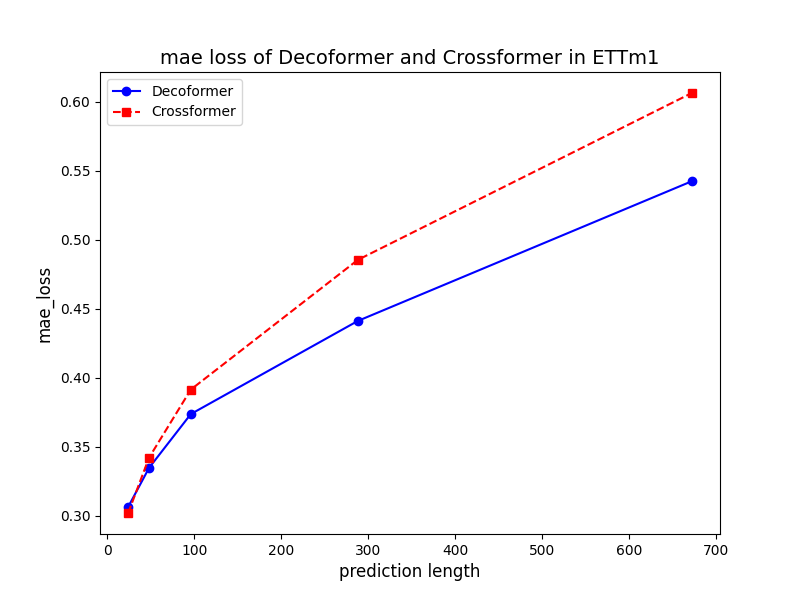 mae loss of Decoformer and Crossformer in ETTm1
Decoformer
Crossformer
0.60
0.55
0.50
0.45
0.40
0.35
0.30
mae_loss
0 100 200 300 400 500 600 700
prediction length